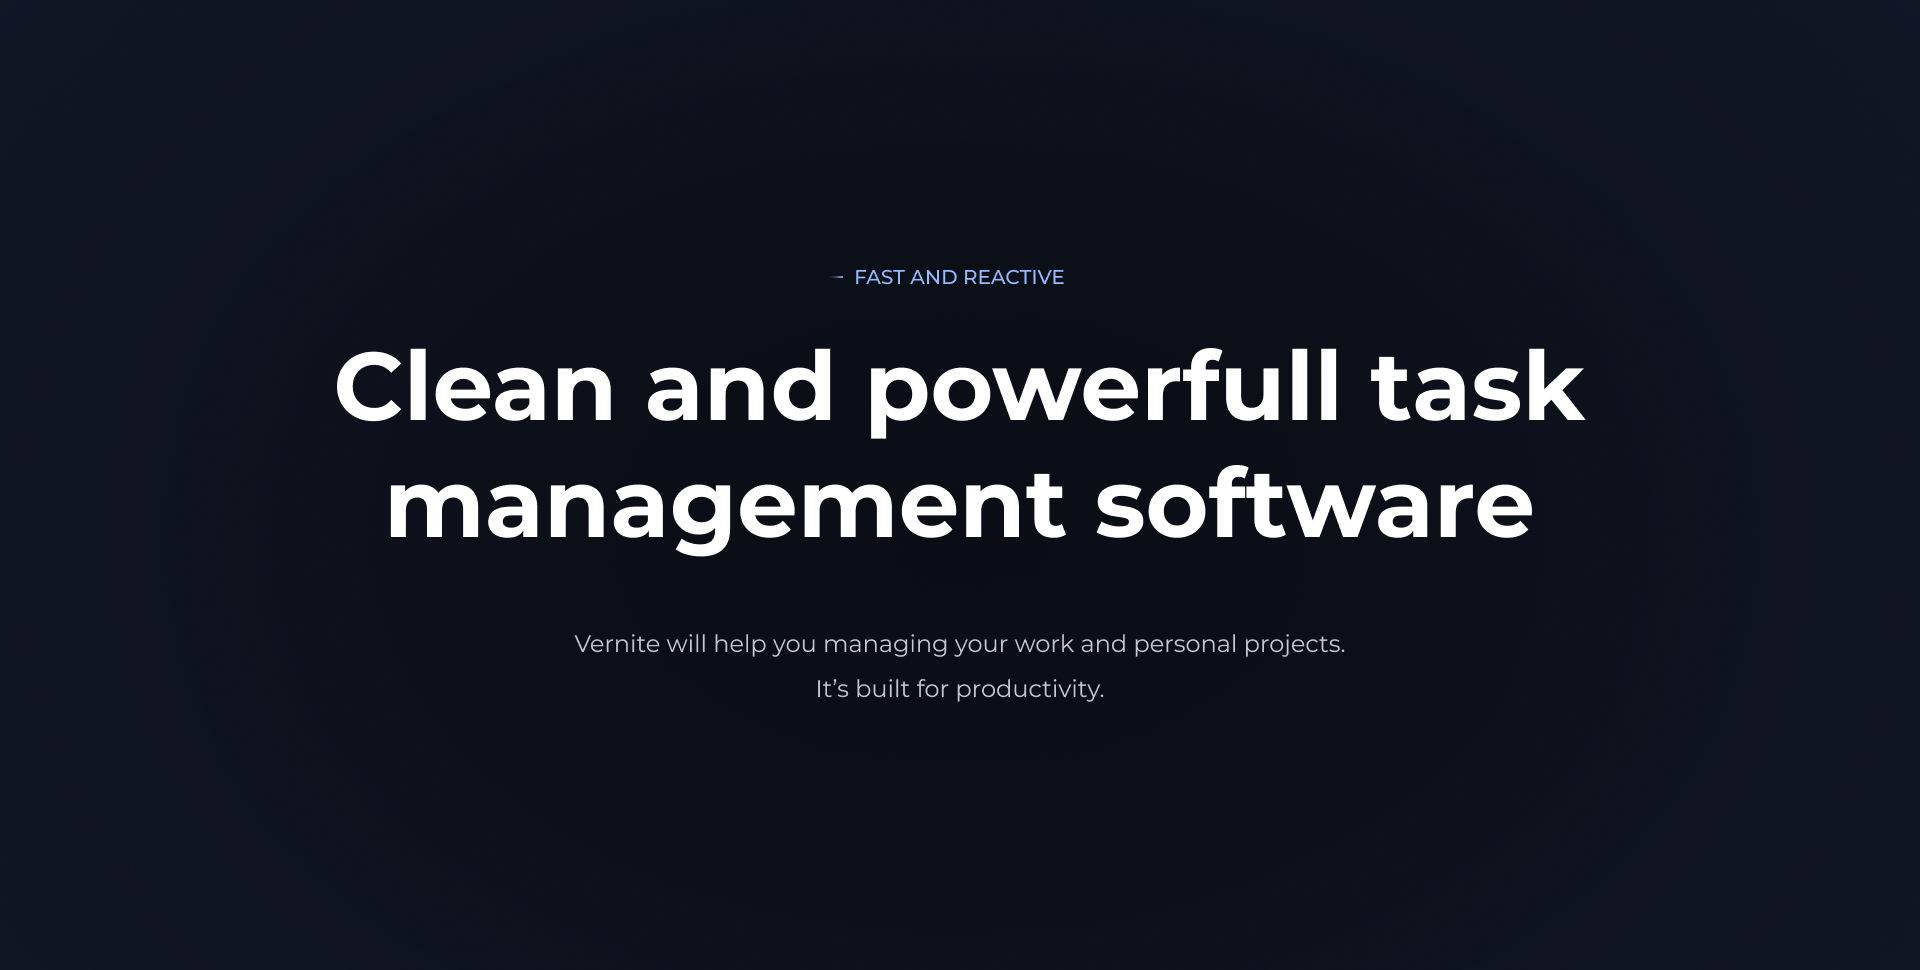 FAST AND REACTIVE
Clean and powerfull task
management software
Vernite will help you managing your work and personal projects.
It’s built for productivity.